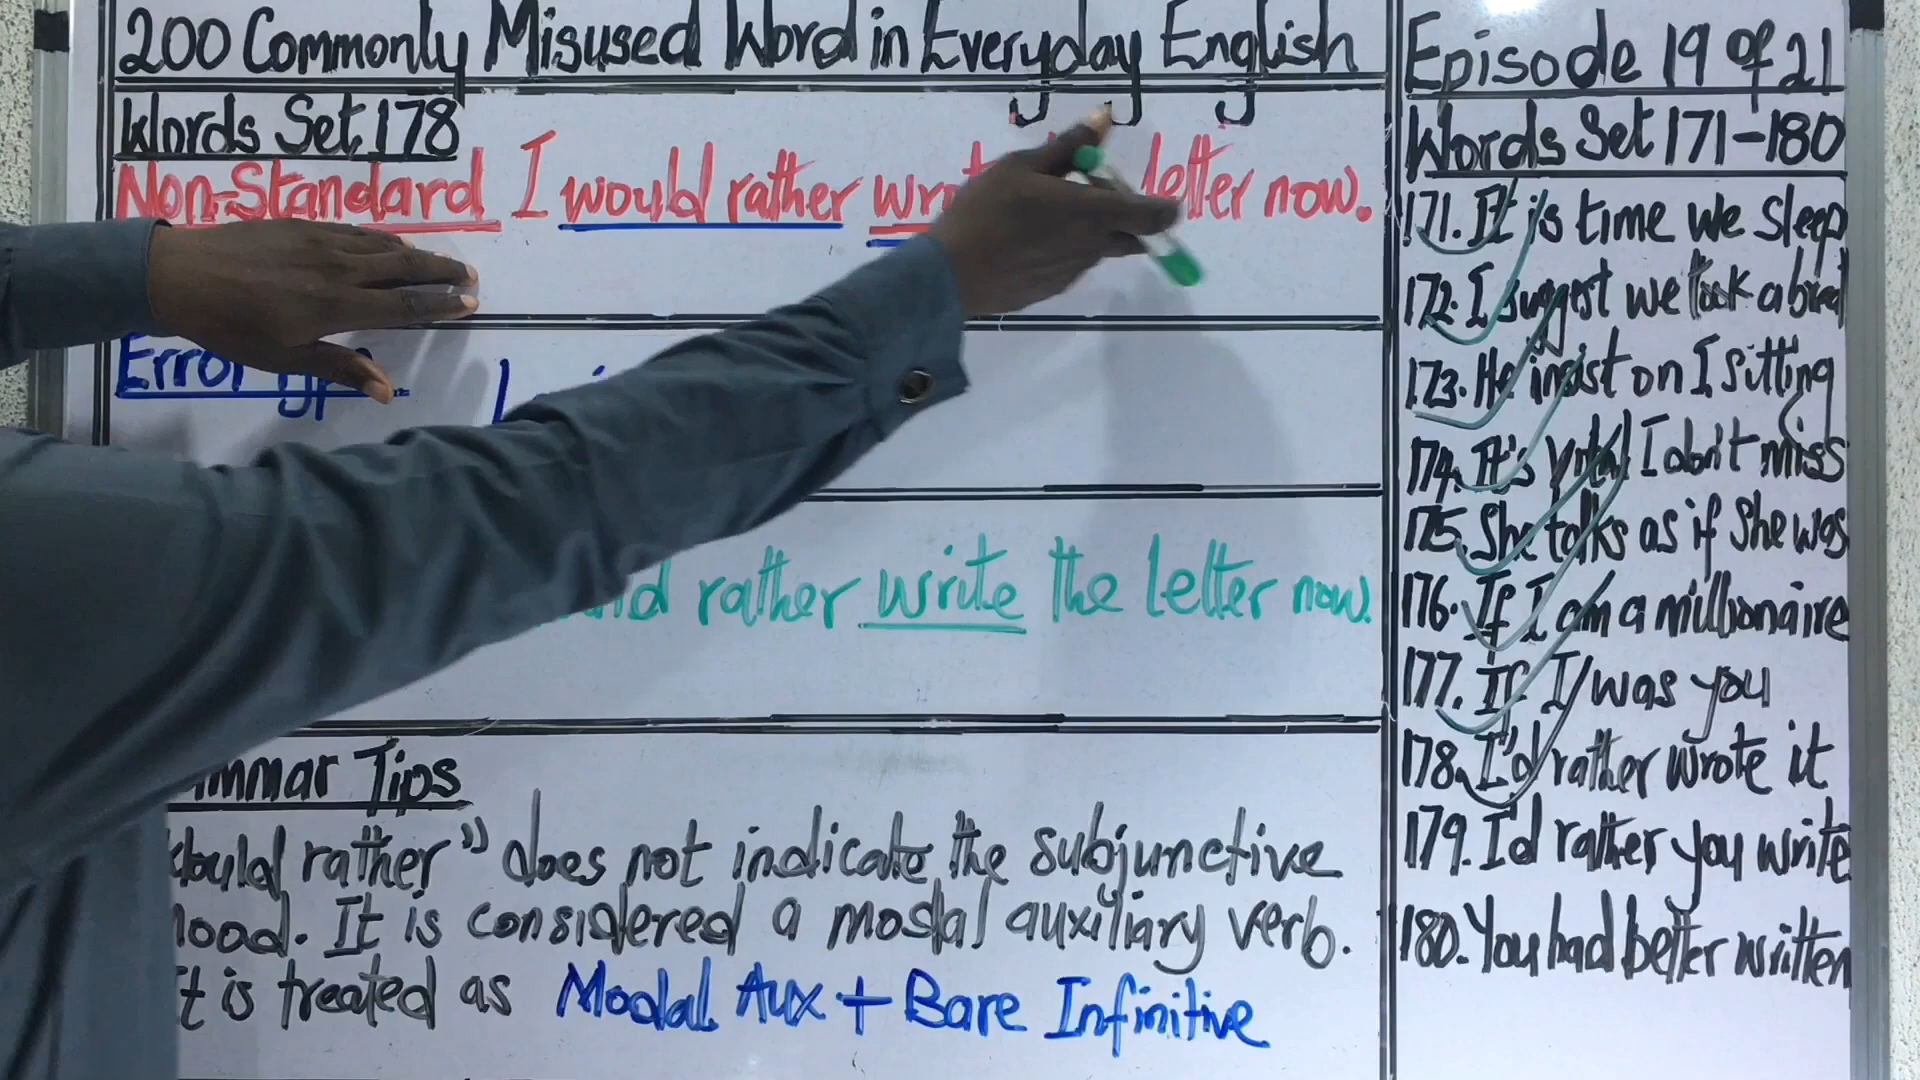 200 Commonly Misused Word in Everyday English
Words Set 178
Non-Standard I would rather letter now.
Error
rather write the letter now.
Tips
rather" does not indicate the subjunctive
It is considered a modal auxiliary verb.
is treated as Modal Aux + Bare Infinitive
Episode 19 of 21
Words Set 171-180
171. It is time we sleep
172. I suggest we took a
173. He insist on I sitting
174. It's vital I don't miss
175. She talks as if she was
176. If I am a millionaire
177. If I was you
178. I'd rather wrote it
179. I'd rather you write
180. You had better written